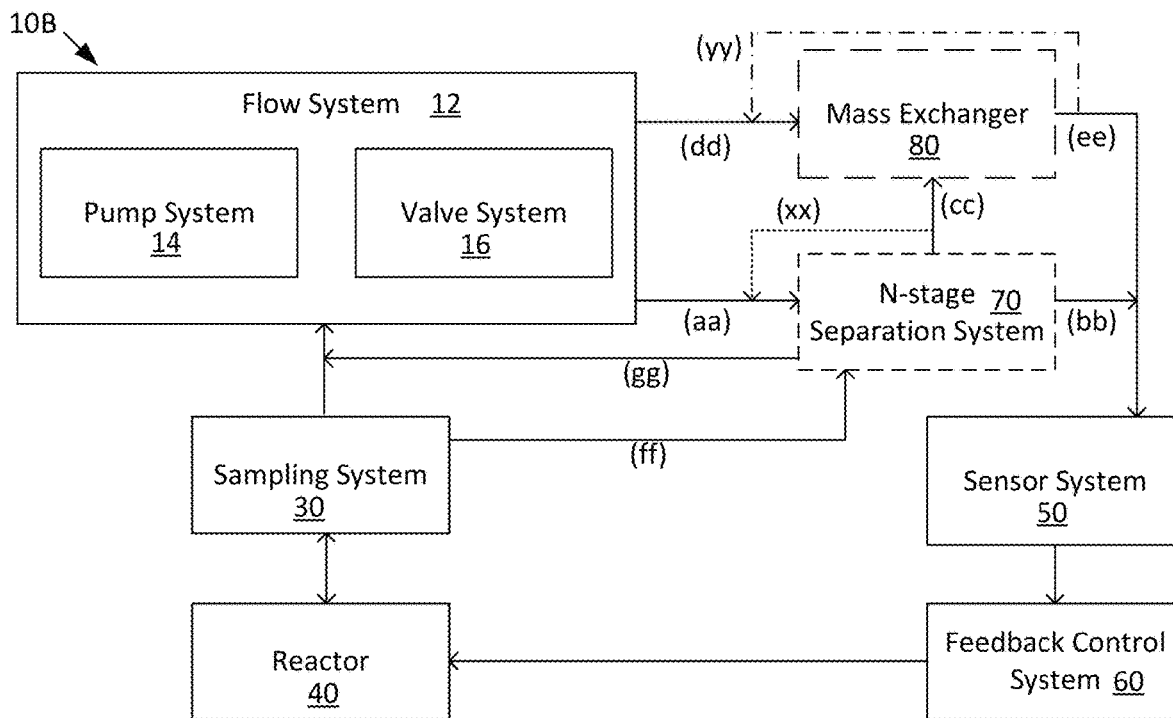 10B
(yy)
Flow System 12
Mass Exchanger
80
(dd)
(ee)
Pump System
14
Valve System
16
(xx)
(cc)
N-stage 70
Separation System
(aa)
(bb)
(gg)
(ff)
Sampling System
30
Sensor System
50
Reactor
40
Feedback Control
System 60